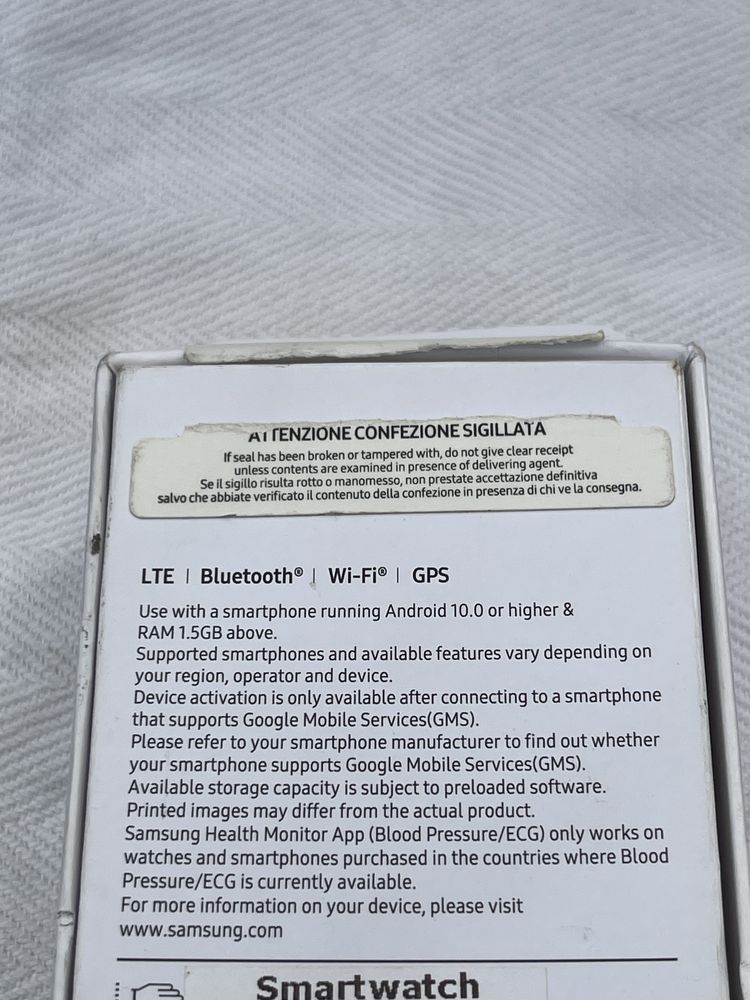 ATTENZIONE CONFEZIONE SIGILLATA
If seal has been broken or tampered with, do not give clear receipt
unless contents are examined in presence of delivering agent.
Se il sigillo risulta rotto o manomesso, non prestate accettazione definitiva
salvo che abbiate verificato il contenuto della confezione in presenza di chi ve la consegna.
LTE | Bluetooth® | Wi-Fi® | GPS
Use with a smartphone running Android 10.0 or higher &
RAM 1.5GB above.
Supported smartphones and available features vary depending on
your region, operator and device.
Device activation is only available after connecting to a smartphone
that supports Google Mobile Services(GMS).
Please refer to your smartphone manufacturer to find out whether
your smartphone supports Google Mobile Services(GMS).
Available storage capacity is subject to preloaded software.
Printed images may differ from the actual product.
Samsung Health Monitor App (Blood Pressure/ECG) only works on
watches and smartphones purchased in the countries where Blood
Pressure/ECG is currently available.
For more information on your device, please visit
www.samsung.com
Smartwatch